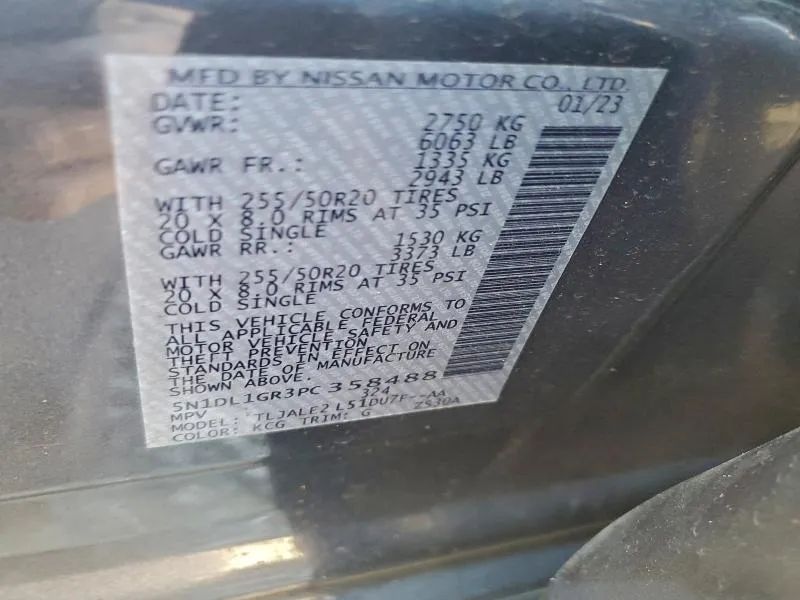 MFD BY NISSAN MOTOR CO., LTD.
DATE: 01/23
GVWR: 2750 KG
6063 LB
GAWR FR.: 1335 KG
2943 LB
WITH 255/50R20 TIRES
20 X 8.0 RIMS AT 35 PSI
COLD SINGLE
GAWR RR.: 1530 KG
3373 LB
WITH 255/50R20 TIRES
20 X 8.0 RIMS AT 35 PSI
COLD SINGLE
THIS VEHICLE CONFORMS TO
ALL APPLICABLE FEDERAL
MOTOR VEHICLE SAFETY AND
THEFT PREVENTION
STANDARDS IN EFFECT ON
THE DATE OF MANUFACTURE
SHOWN ABOVE
5N1DL1GR3PC358488
MPV 324
MODEL: TLJALE2 L51DU7F--AA
COLOR: KCG TRIM: G Z530A